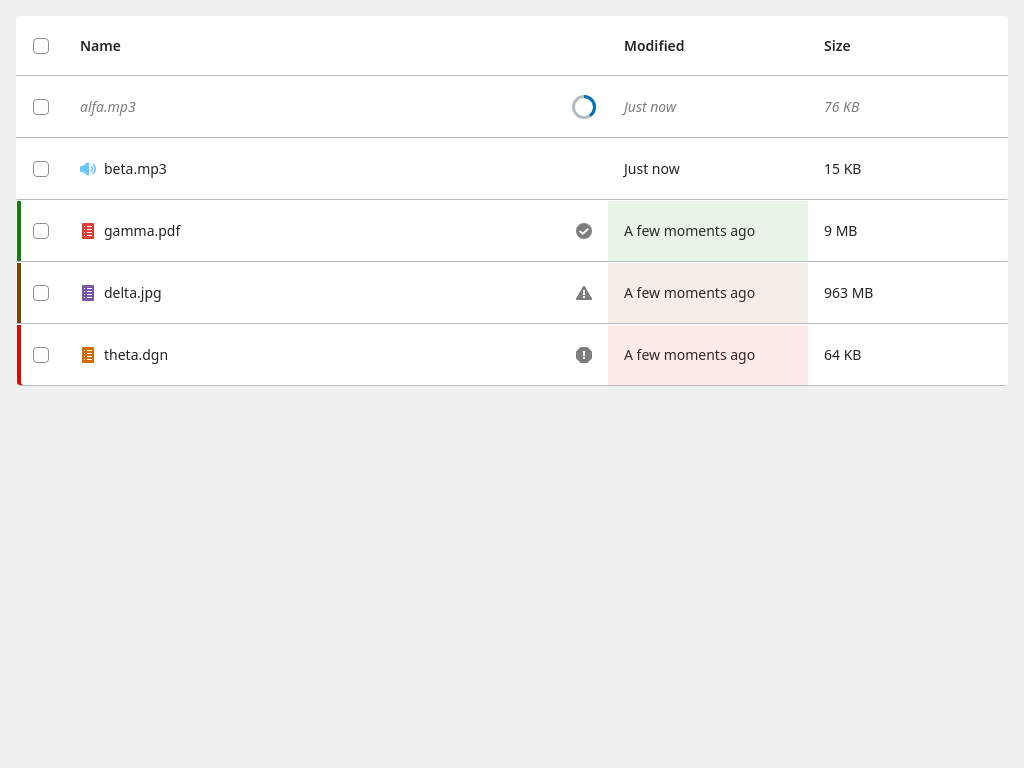 Name Modified Size
alfa.mp3 Just now 76 KB
beta.mp3 Just now 15 KB
gamma.pdf A few moments ago 9 MB
delta.jpg A few moments ago 963 MB
theta.dgn A few moments ago 64 KB